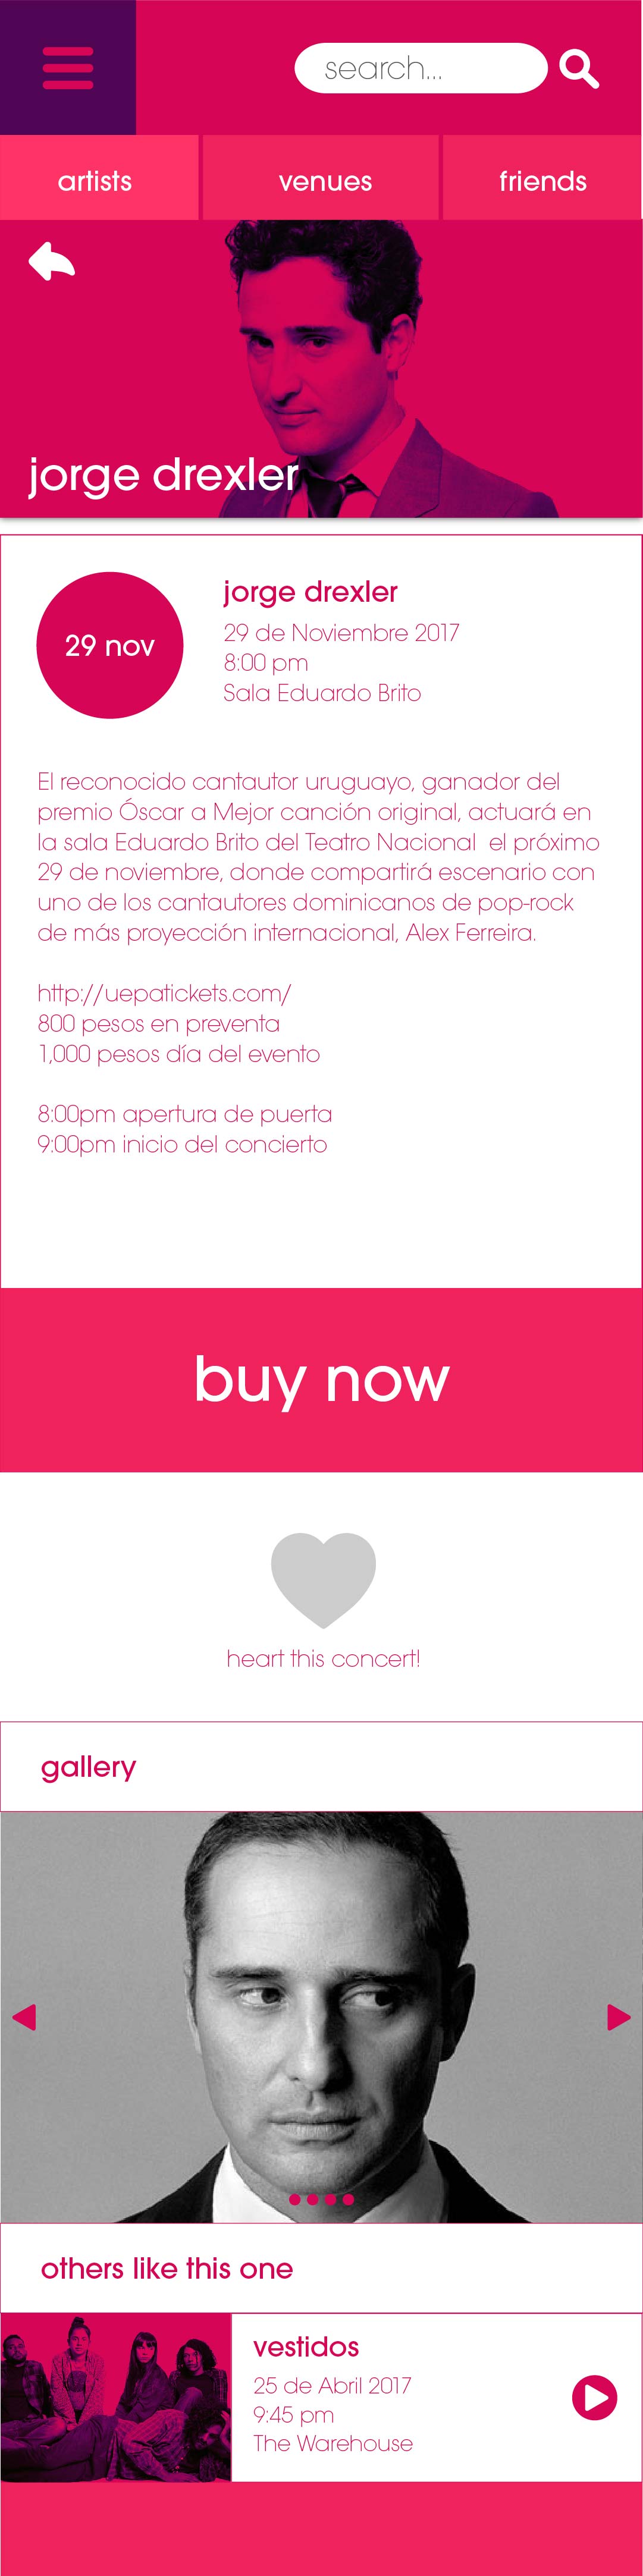 search...
artists
venues
friends
jorge drexler
29 nov
jorge drexler
29 de Noviembre 2017
8:00 pm
Sala Eduardo Brito
El reconocido cantautor uruguayo, ganador del
premio Óscar a Mejor canción original, actuará en
la sala Eduardo Brito del Teatro Nacional  el próximo
29 de noviembre, donde compartirá escenario con
uno de los cantautores dominicanos de pop-rock
de más proyección internacional, Alex Ferreira.
http://uepatickets.com/
800 pesos en preventa
1,000 pesos día del evento
8:00pm apertura de puerta
9:00pm inicio del concierto
buy now
heart this concert!
gallery
others like this one
vestidos
25 de Abril 2017
9:45 pm
The Warehouse